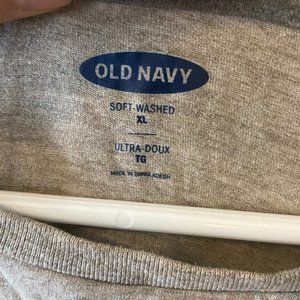 OLD NAVY
SOFT-WASHED
XL
ULTRA-DOUX
TG
MADE IN BANGLADESH